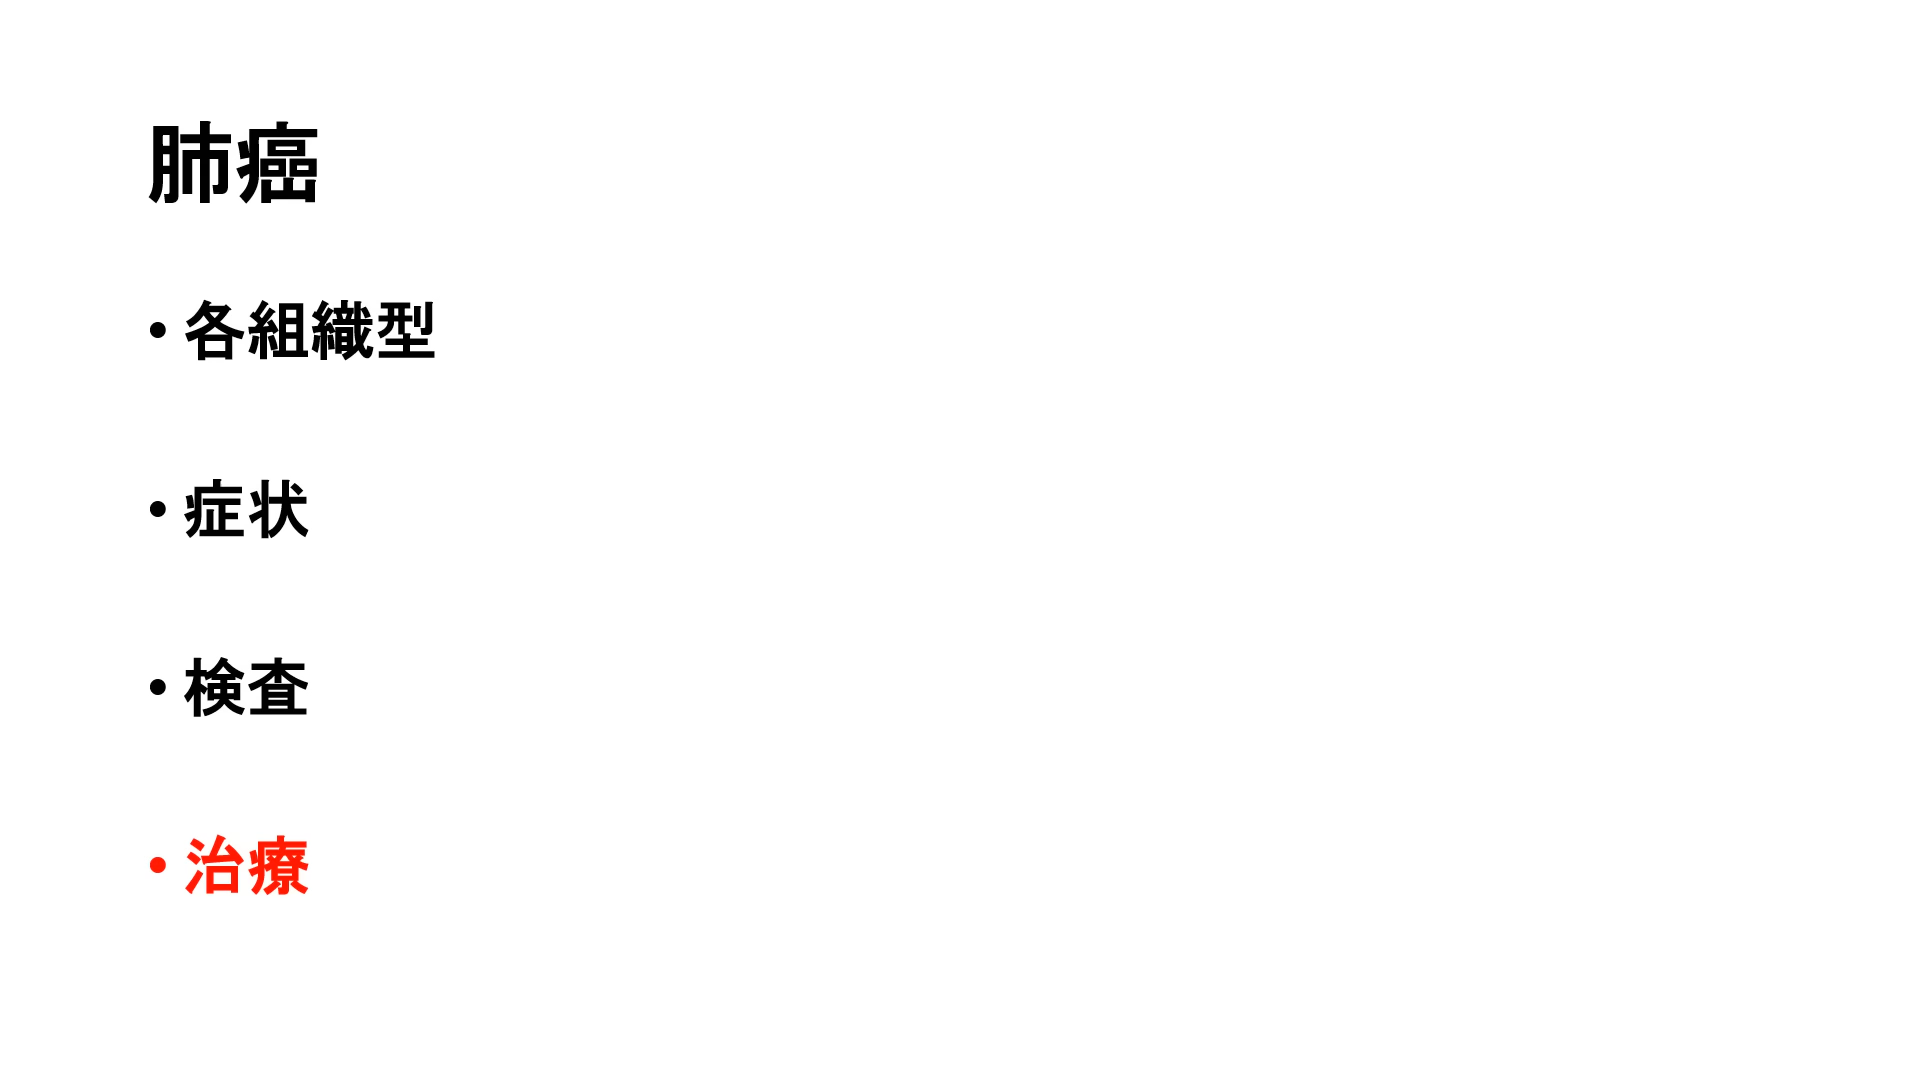 肺癌
• 各組織型
• 症状
• 検査
• 治療